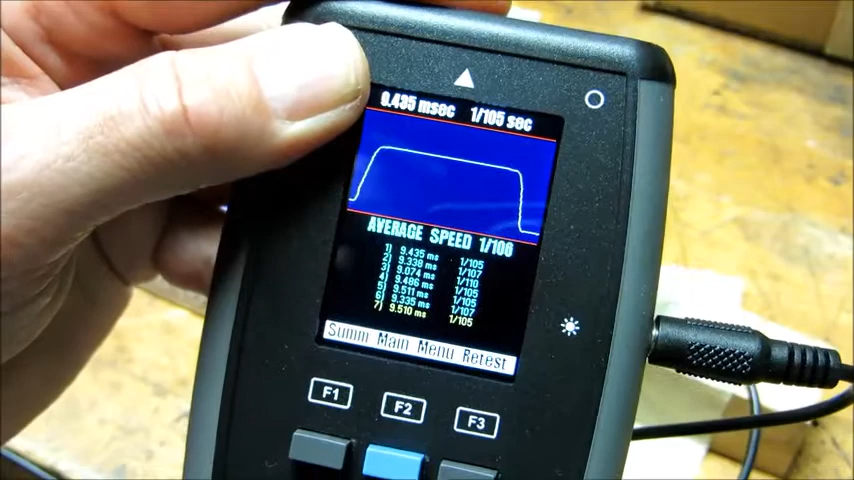 9.435 msec 1/105 sec
AVERAGE SPEED 1/106
1) 9.435 ms 1/105
2) 9.338 ms 1/107
3) 9.074 ms 1/110
4) 9.486 ms 1/105
5) 9.511 ms 1/105
6) 9.335 ms 1/107
7) 9.510 ms 1/105
Summ Main Menu Retest
F1 F2 F3